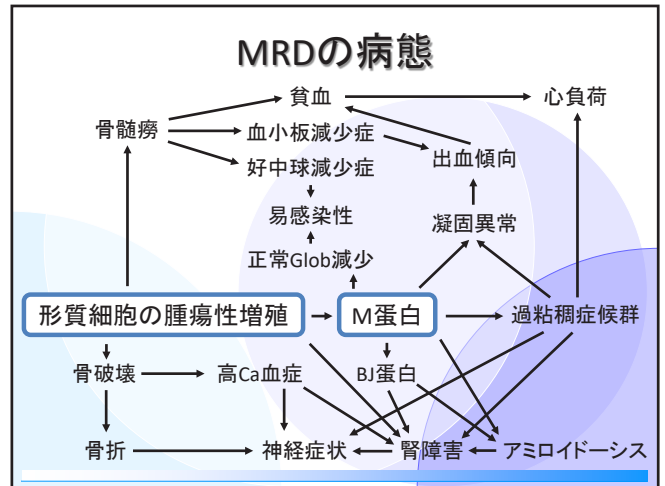 MRDの病態
貧血
心負荷
骨髄癆
血小板減少症
出血傾向
好中球減少症
易感染性
凝固異常
正常Glob減少
形質細胞の腫瘍性増殖
M蛋白
過粘稠症候群
骨破壊
高Ca血症
BJ蛋白
骨折
神経症状
腎障害
アミロイドーシス